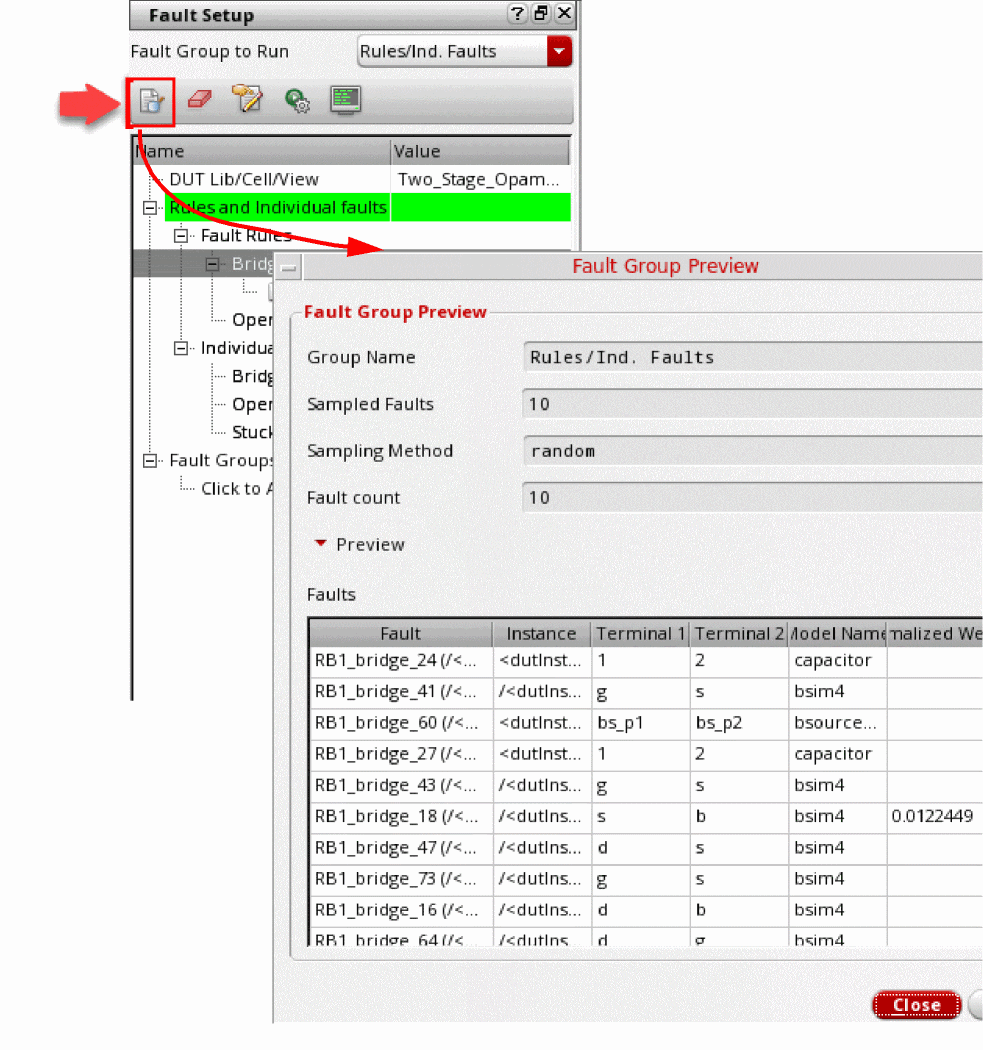 Fault Setup
Fault Group to Run Rules/Ind. Faults
Name Value
DUT Lib/Cell/View Two_Stage_Opam...
Rules and Individual faults
Fault Rules
Bridg
Oper
Individua
Bridg
Oper
Stuck
Fault Groups
Click to A
Fault Group Preview
Fault Group Preview
Group Name Rules/Ind. Faults
Sampled Faults 10
Sampling Method random
Fault count 10
Preview
Faults
Fault Instance Terminal 1 Terminal 2 Model Name malized We
RB1_bridge_24 (/<... <dutInst... 1 2 capacitor
RB1_bridge_41 (/<... /<dutIns... g s bsim4
RB1_bridge_60 (/<... <dutInst... bs_p1 bs_p2 bsource...
RB1_bridge_27 (/<... <dutInst... 1 2 capacitor
RB1_bridge_43 (/<... /<dutIns... g s bsim4
RB1_bridge_18 (/<... /<dutIns... s b bsim4 0.0122449
RB1_bridge_47 (/<... /<dutIns... d s bsim4
RB1_bridge_73 (/<... /<dutIns... g s bsim4
RB1_bridge_16 (/<... /<dutIns... d b bsim4
RB1_bridge_64 (/<... /<dutIns... d g bsim4
Close